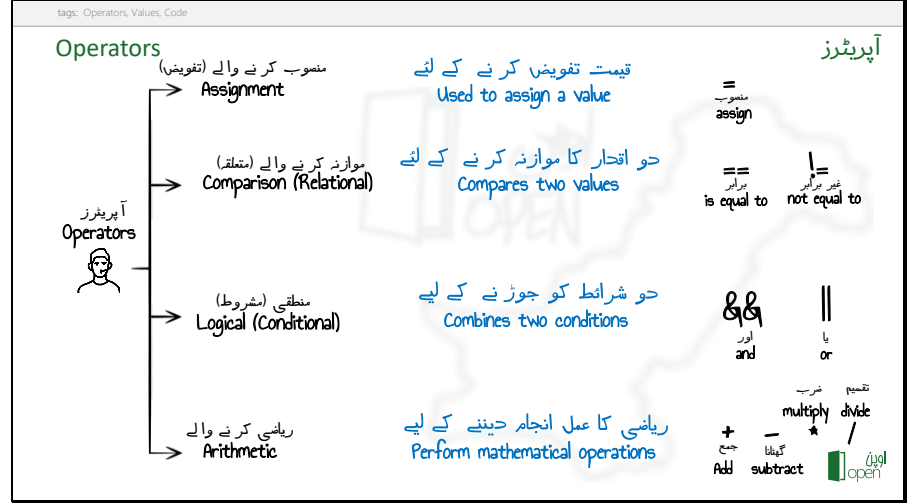 tags: Operators, Values, Code
Operators
آپریٹرز
منصوب کرنے والے (تفویض)
Assignment
قیمت تفویض کرنے کے لئے
Used to assign a value
=
منصوب
assign
موازنہ کرنے والے (متعلقہ)
Comparison (Relational)
دو اقدار کا موازنہ کرنے کے لئے
Compares two values
== !=
برابر غیر برابر
is equal to not equal to
آپریٹرز
Operators
منطقی (مشروط)
Logical (Conditional)
دو شرائط کو جوڑنے کے لیے
Combines two conditions
&& ||
اور یا
and or
ریاضی کرنے والے
Arithmetic
ریاضی کا عمل انجام دیننے کے لیے
Perform mathematical operations
ضرب تقسیم
multiply divide
+ - * /
جمع گھٹانا
Add subtract
اوپن
open
OPEN